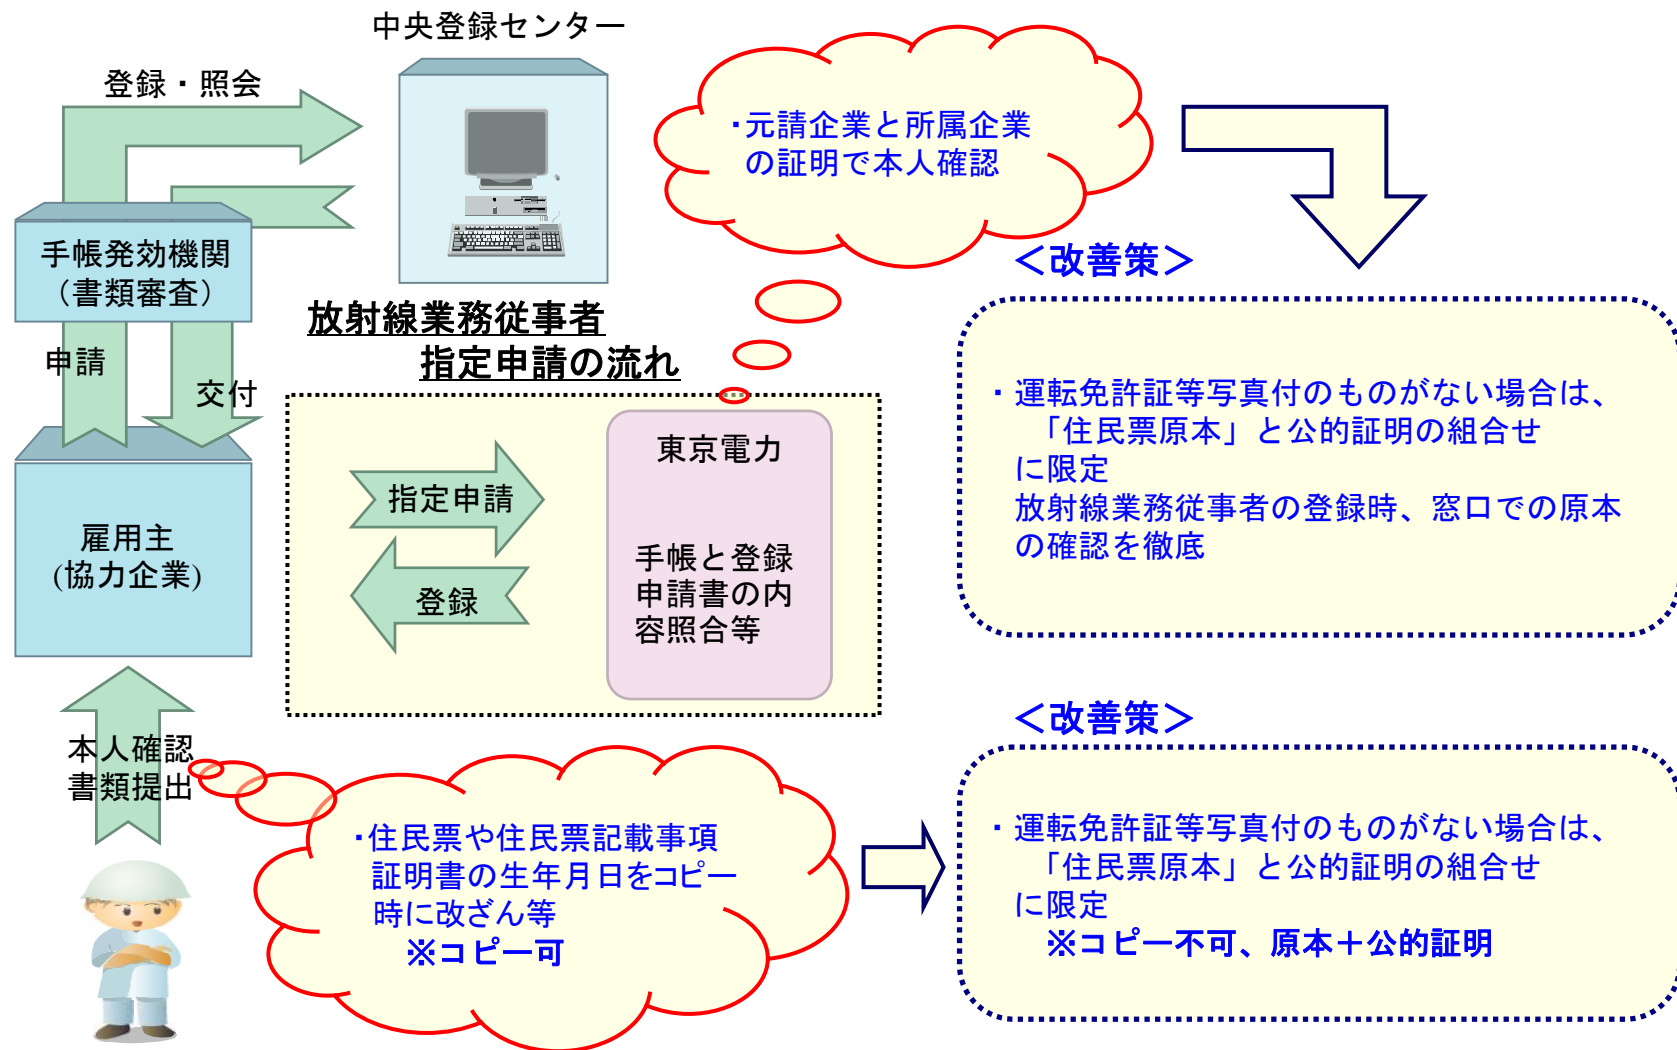 中央登録センター
登録・照会
・元請企業と所属企業
の証明で本人確認
手帳発効機関
（書類審査）
申請
交付
放射線業務従事者
指定申請の流れ
雇用主
(協力企業)
指定申請
登録
東京電力
手帳と登録
申請書の内
容照合等
＜改善策＞
・運転免許証等写真付のものがない場合は、
「住民票原本」と公的証明の組合せ
に限定
放射線業務従事者の登録時、窓口での原本
の確認を徹底
本人確認
書類提出
・住民票や住民票記載事項
証明書の生年月日をコピー
時に改ざん等
※コピー可
＜改善策＞
・運転免許証等写真付のものがない場合は、
「住民票原本」と公的証明の組合せ
に限定
※コピー不可、原本＋公的証明